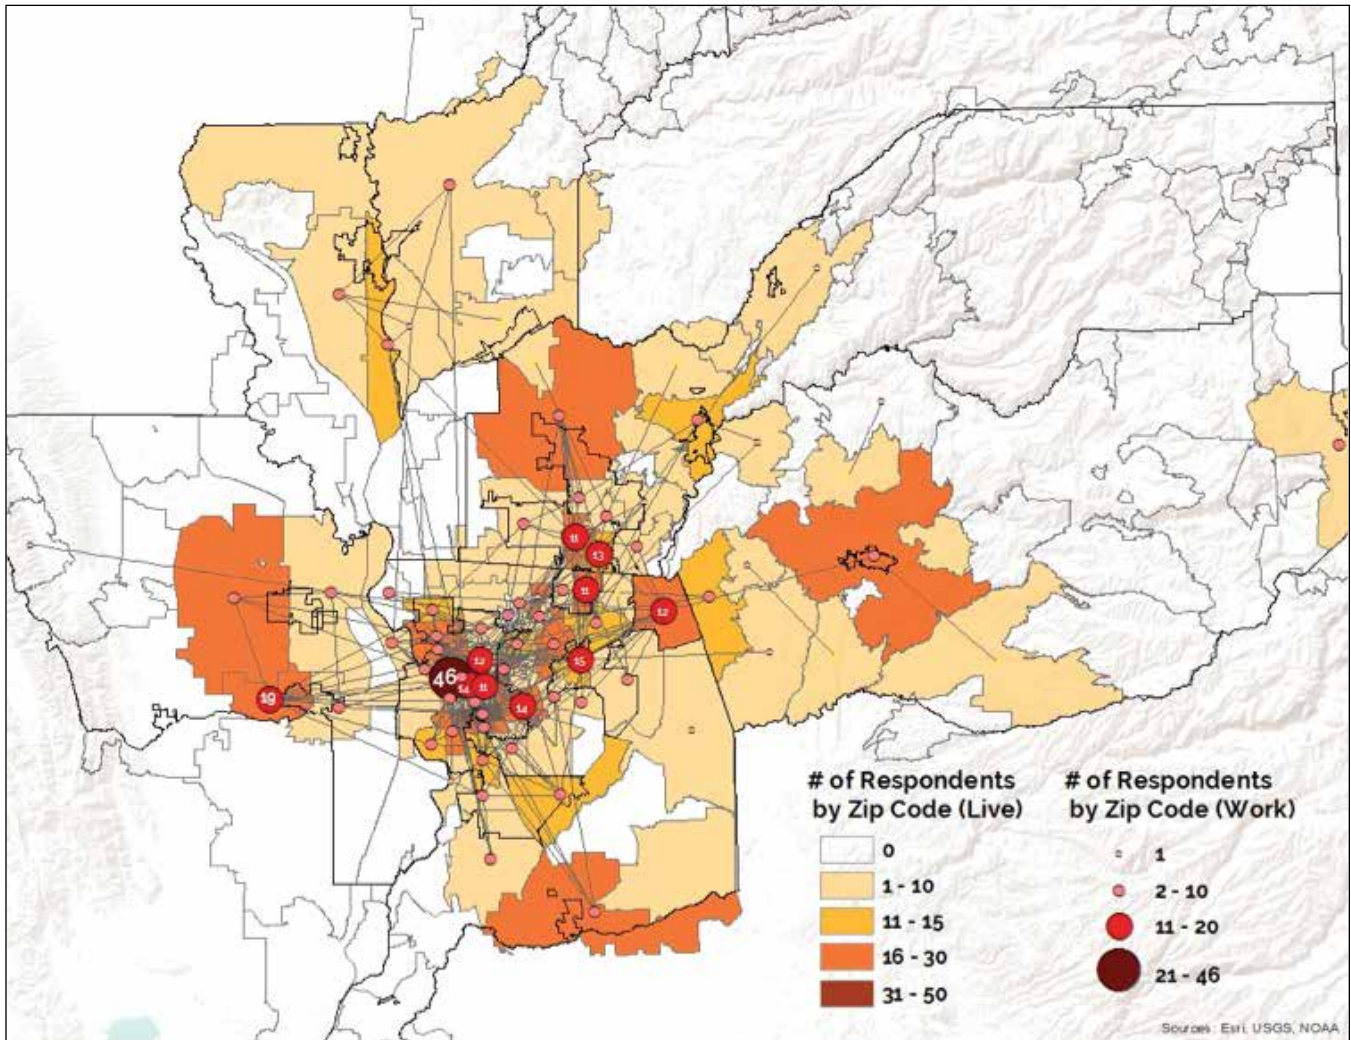 11
13
11
12
12
15
46
14
11
19
14
# of Respondents
by Zip Code (Live)
0
1 - 10
11 - 15
16 - 30
31 - 50
# of Respondents
by Zip Code (Work)
1
2 - 10
11 - 20
21 - 46
Sources: Esri, USGS, NOAA